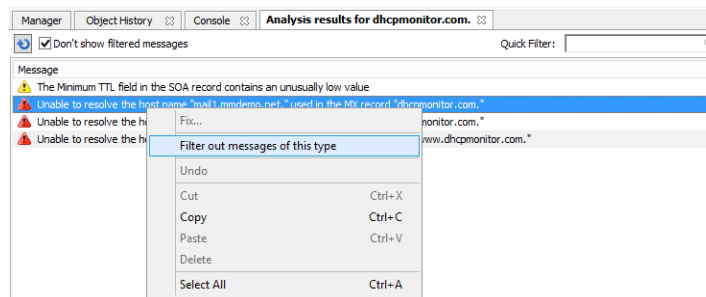 Manager Object History Console Analysis results for dhcpmonitor.com.
Don't show filtered messages Quick Filter:
Message
The Minimum TTL field in the SOA record contains an unusually low value
Unable to resolve the host name "mail1.mmdemo.net." used in the MX record "dhcpmonitor.com."
Unable to resolve the h monitor.com."
Unable to resolve the h www.dhcpmonitor.com."
Fix...
Filter out messages of this type
Undo
Cut Ctrl+X
Copy Ctrl+C
Paste Ctrl+V
Delete
Select All Ctrl+A